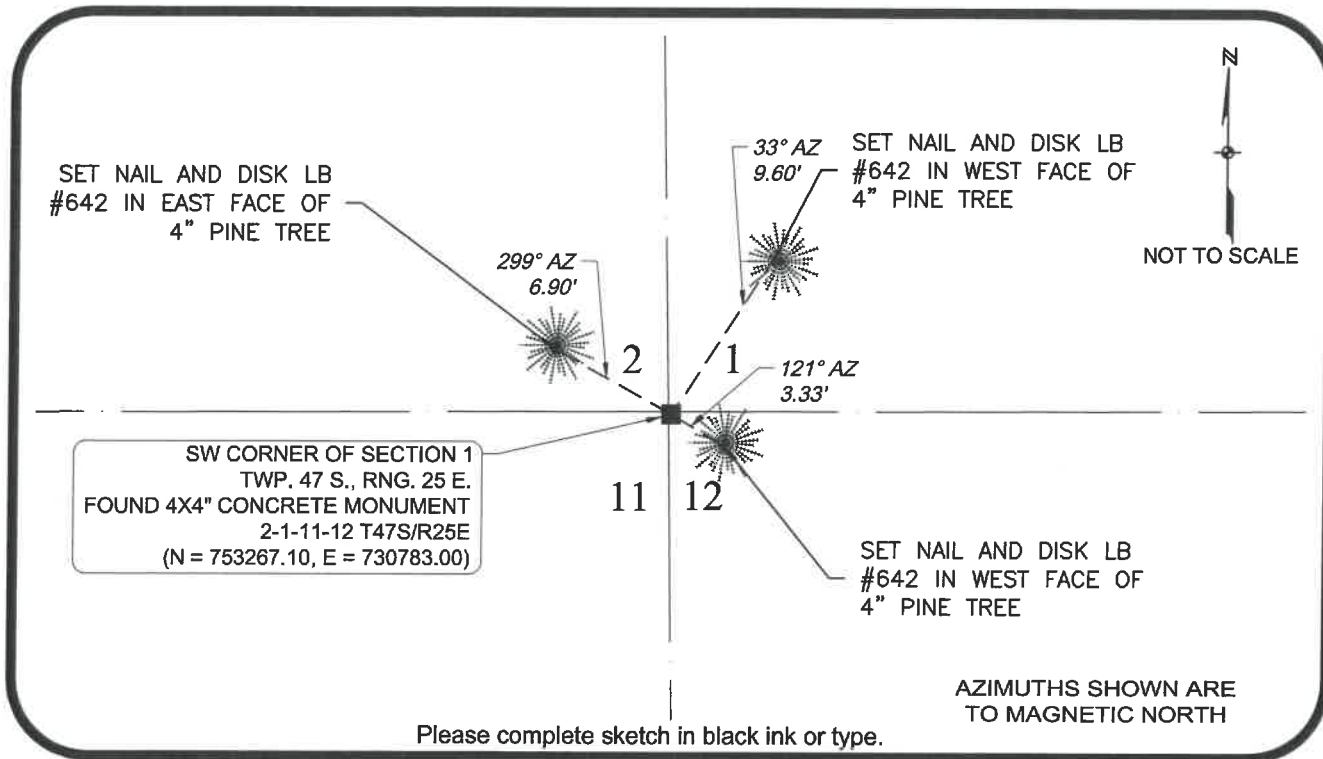 N
NOT TO SCALE
SET NAIL AND DISK LB
#642 IN EAST FACE OF
4" PINE TREE
299° AZ
6.90'
33° AZ
9.60'
SET NAIL AND DISK LB
#642 IN WEST FACE OF
4" PINE TREE
2
1
121° AZ
3.33'
SW CORNER OF SECTION 1
TWP. 47 S., RNG. 25 E.
FOUND 4X4" CONCRETE MONUMENT
2-1-11-12 T47S/R25E
(N = 753267.10, E = 730783.00)
11
12
SET NAIL AND DISK LB
#642 IN WEST FACE OF
4" PINE TREE
AZIMUTHS SHOWN ARE
TO MAGNETIC NORTH
Please complete sketch in black ink or type.